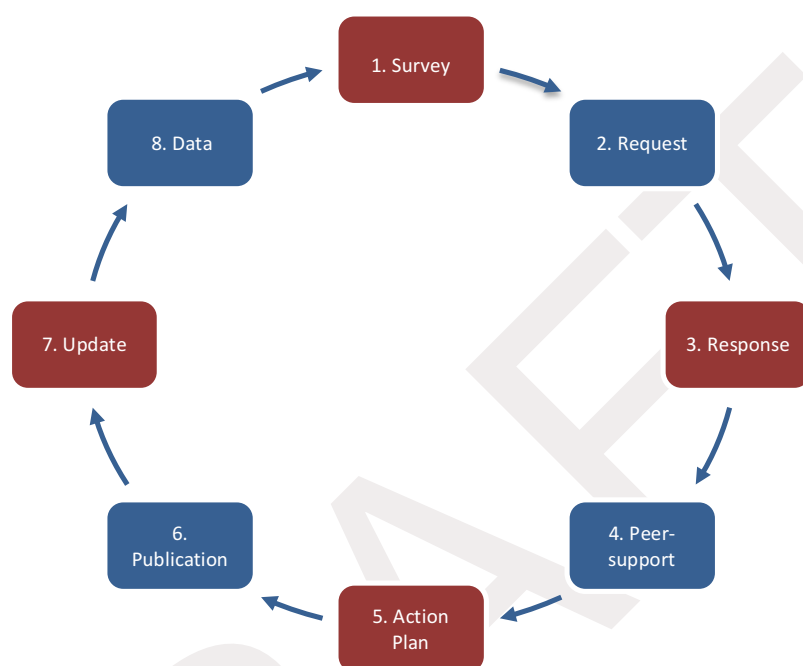 1. Survey
2. Request
3. Response
4. Peer-
support
5. Action
Plan
6.
Publication
7. Update
8. Data